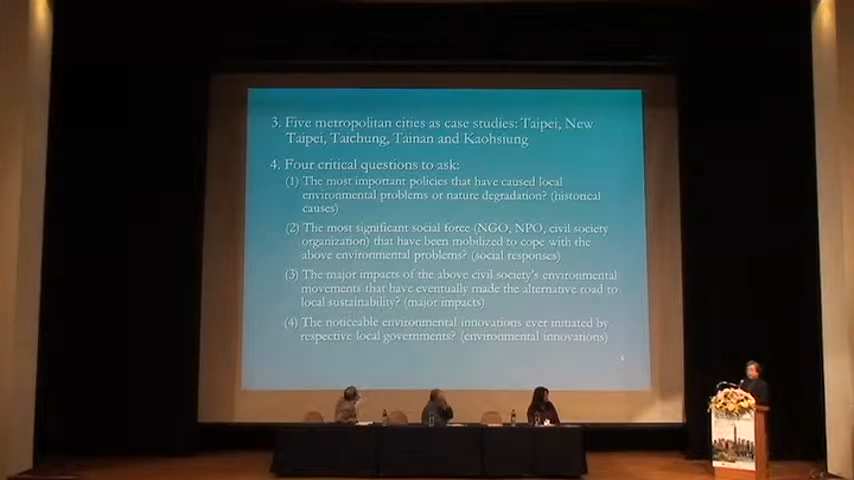 3. Five metropolitan cities as case studies: Taipei, New
Taipei, Taichung, Tainan and Kaohsiung
4. Four critical questions to ask:
(1) The most important policies that have caused local
environmental problems or nature degradation? (historical
causes)
(2) The most significant social force (NGO, NPO, civil society
organization) that have been mobilized to cope with the
above environmental problems? (social responses)
(3) The major impacts of the above civil society's environmental
movements that have eventually made the alternative road to
local sustainability? (major impacts)
(4) The noticeable environmental innovations ever initiated by
respective local governments? (environmental innovations)